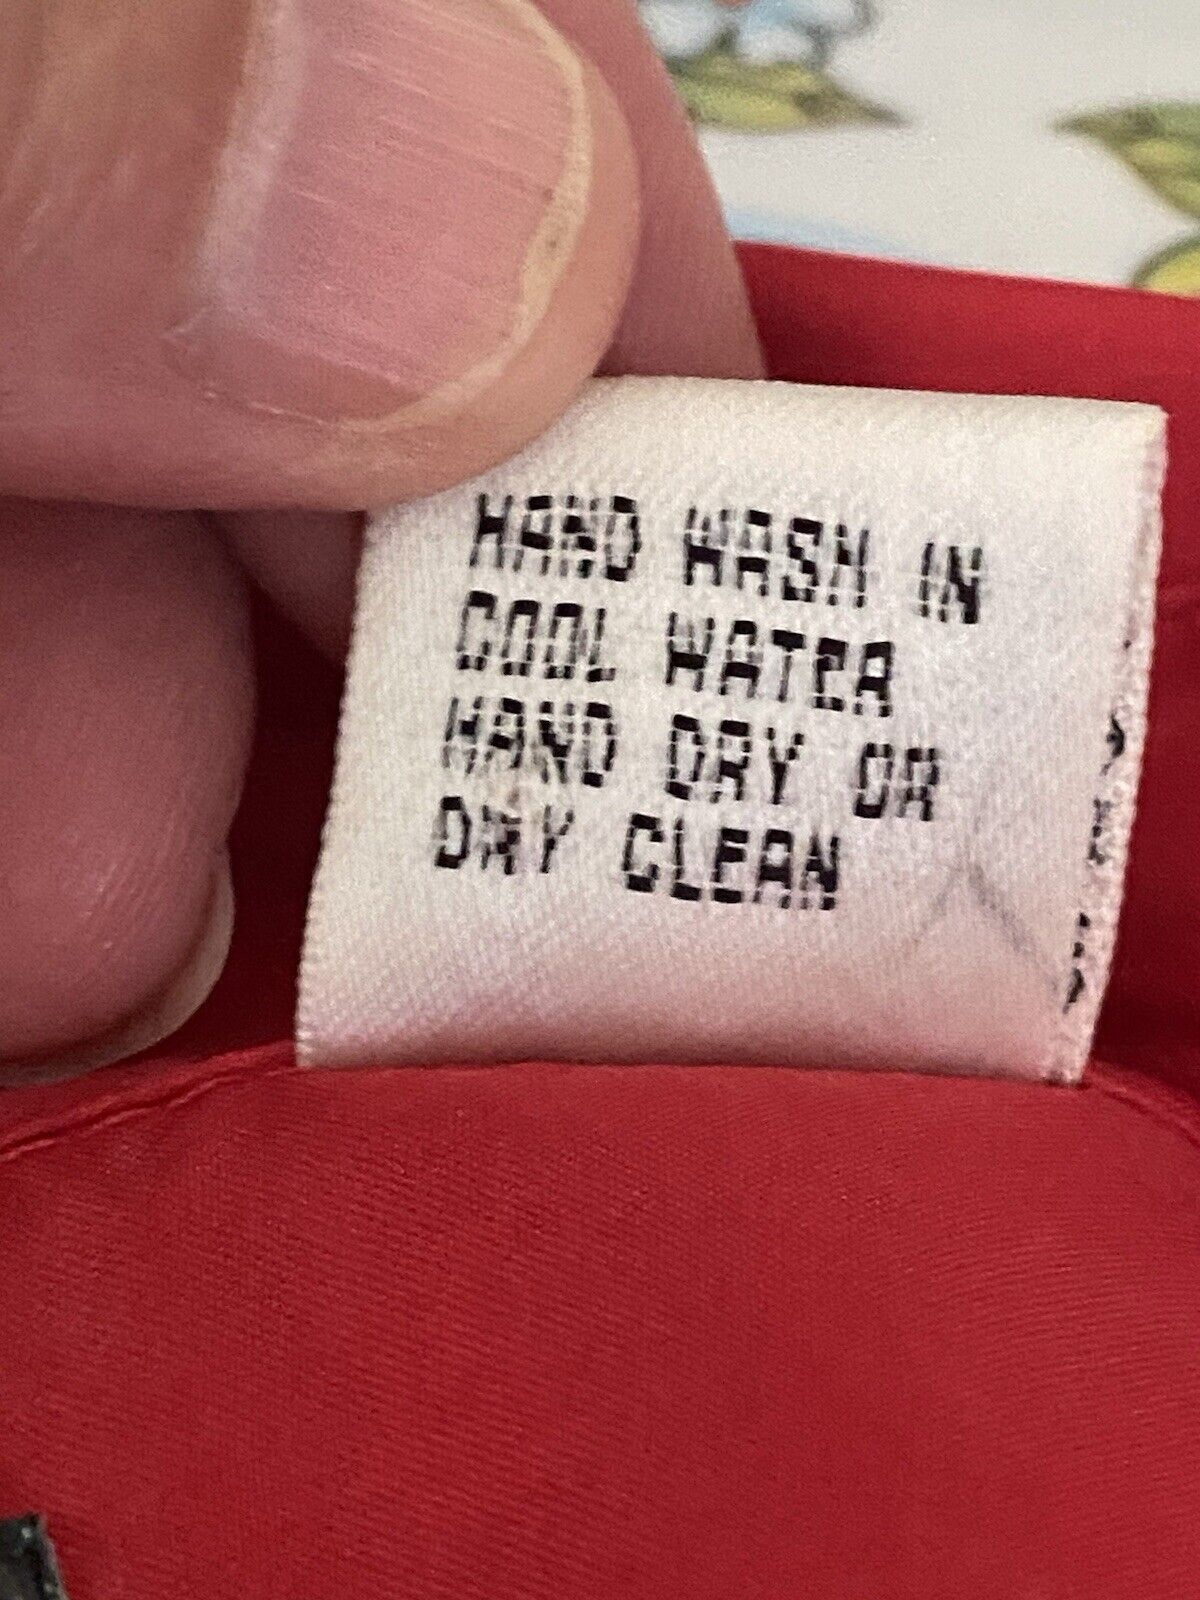 HAND WASH IN
COOL WATER
HAND DRY OR
DRY CLEAN